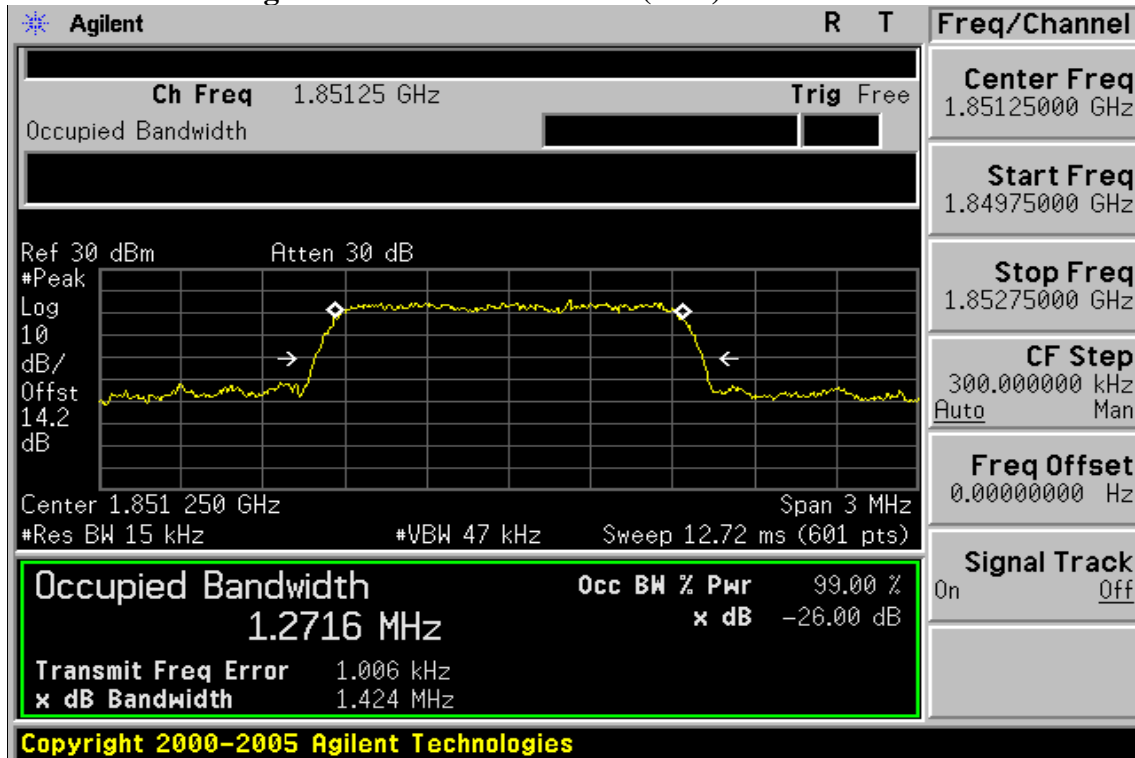 Agilent R T
Ch Freq 1.85125 GHz Trig Free
Occupied Bandwidth
Ref 30 dBm Atten 30 dB
#Peak
Log
10
dB/
Offst
14.2
dB
Center 1.851 250 GHz Span 3 MHz
#Res BW 15 kHz #VBW 47 kHz Sweep 12.72 ms (601 pts)
Occupied Bandwidth Occ BW % Pwr 99.00 %
1.2716 MHz x dB -26.00 dB
Transmit Freq Error 1.006 kHz
x dB Bandwidth 1.424 MHz
Copyright 2000-2005 Agilent Technologies
Freq/Channel
Center Freq
1.85125000 GHz
Start Freq
1.84975000 GHz
Stop Freq
1.85275000 GHz
CF Step
300.000000 kHz
Auto Man
Freq Offset
0.00000000 Hz
Signal Track
On Off